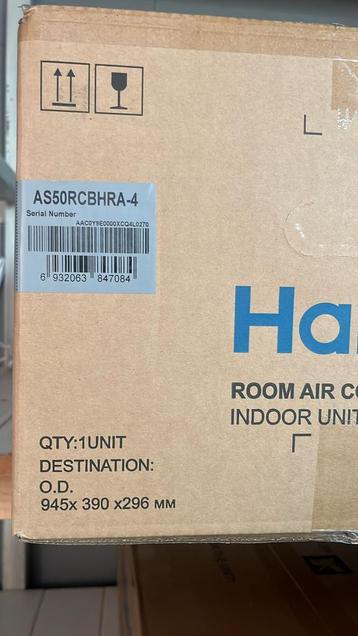 AS50RCBHRA-4
Serial Number
AAC0Y9E0000XCQ4L0270
6 932063 847084
Ha
ROOM AIR C
INDOOR UNIT
QTY:1UNIT
DESTINATION:
O.D.
945x 390 x296 MM